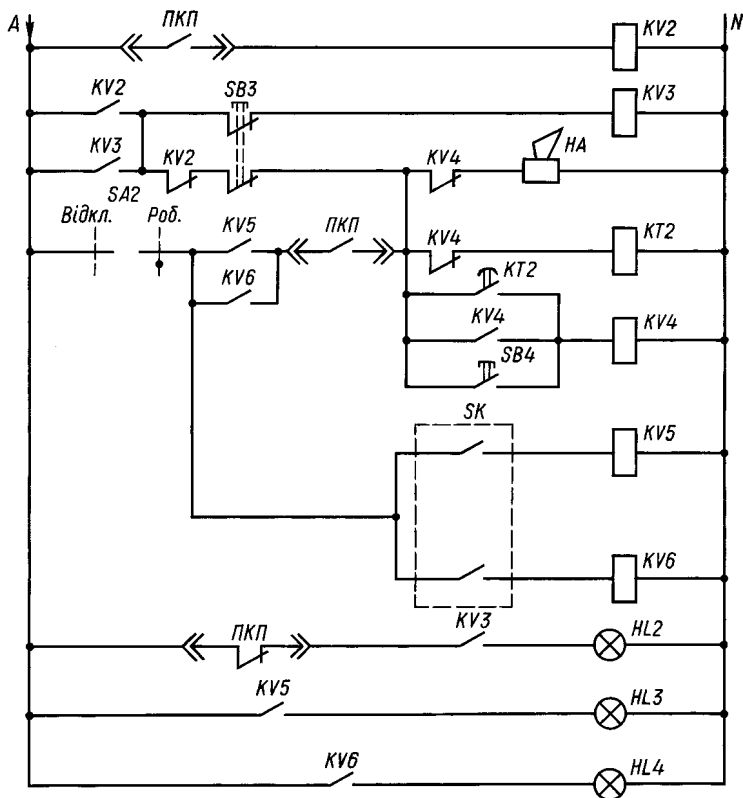 A ПКП KV2 N
KV2 SB3 KV3
KV3 KV2 KV4 HA
SA2
Відкл. Роб. KV5 ПКП KV4 KT2
KV6 KT2
KV4 KV4
SB4
SK
KV5
KV6
ПКП KV3 HL2
KV5 HL3
KV6 HL4